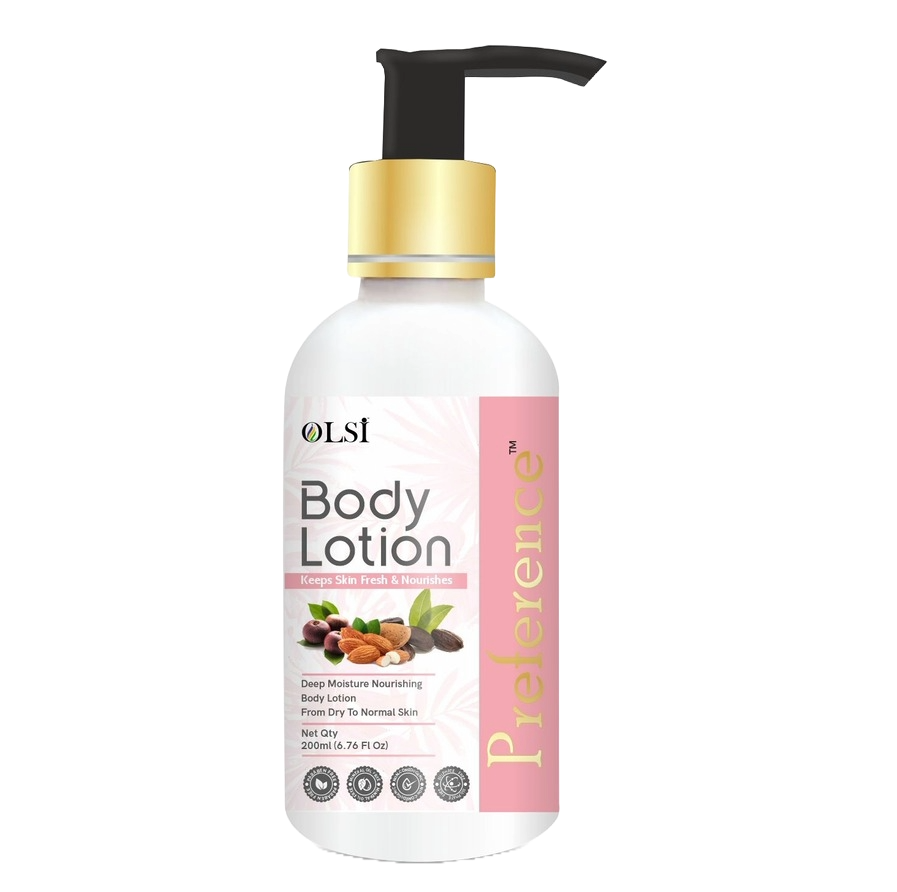 OLSI
Body
Lotion
Keeps Skin Fresh & Nourishes
Deep Moisture Nourishing
Body Lotion
From Dry To Normal Skin
Net Qty
200ml (6.76 Fl Oz)
Preference™